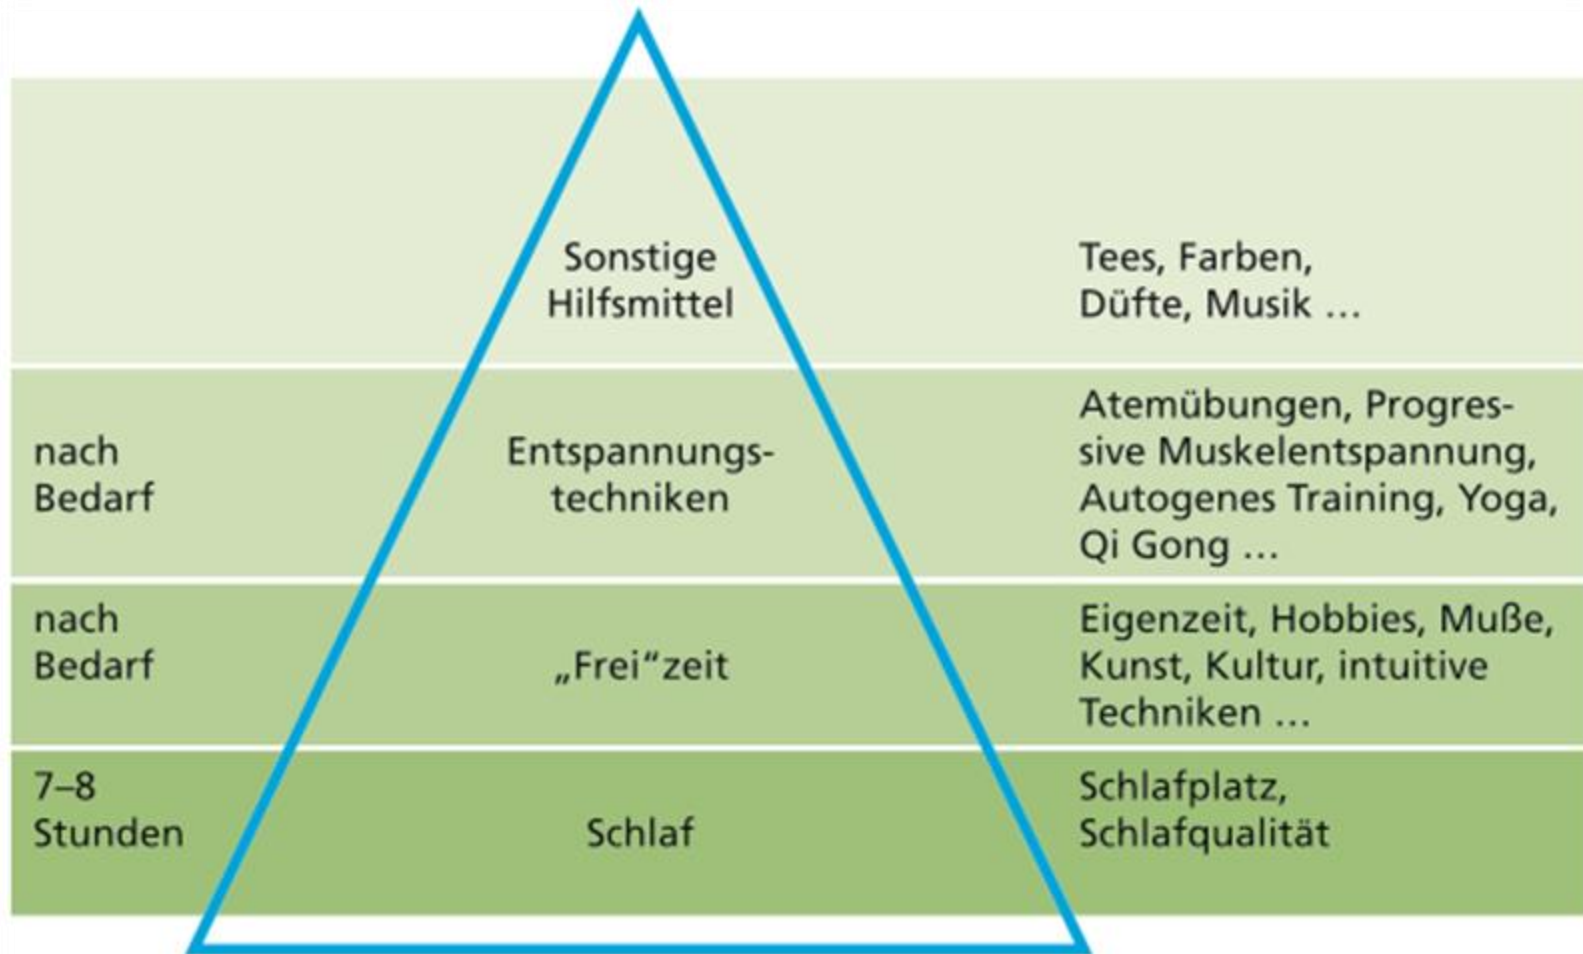 Sonstige
Hilfsmittel
Tees, Farben,
Düfte, Musik …
nach
Bedarf
Entspannungs-
techniken
Atemübungen, Progres-
sive Muskelentspannung,
Autogenes Training, Yoga,
Qi Gong …
nach
Bedarf
„Frei“zeit
Eigenzeit, Hobbies, Muße,
Kunst, Kultur, intuitive
Techniken …
7–8
Stunden
Schlaf
Schlafplatz,
Schlafqualität